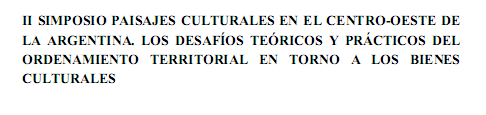 II SIMPOSIO PAISAJES CULTURALES EN EL CENTRO-OESTE DE
LA ARGENTINA. LOS DESAFÍOS TEÓRICOS Y PRÁCTICOS DEL
ORDENAMIENTO TERRITORIAL EN TORNO A LOS BIENES
CULTURALES